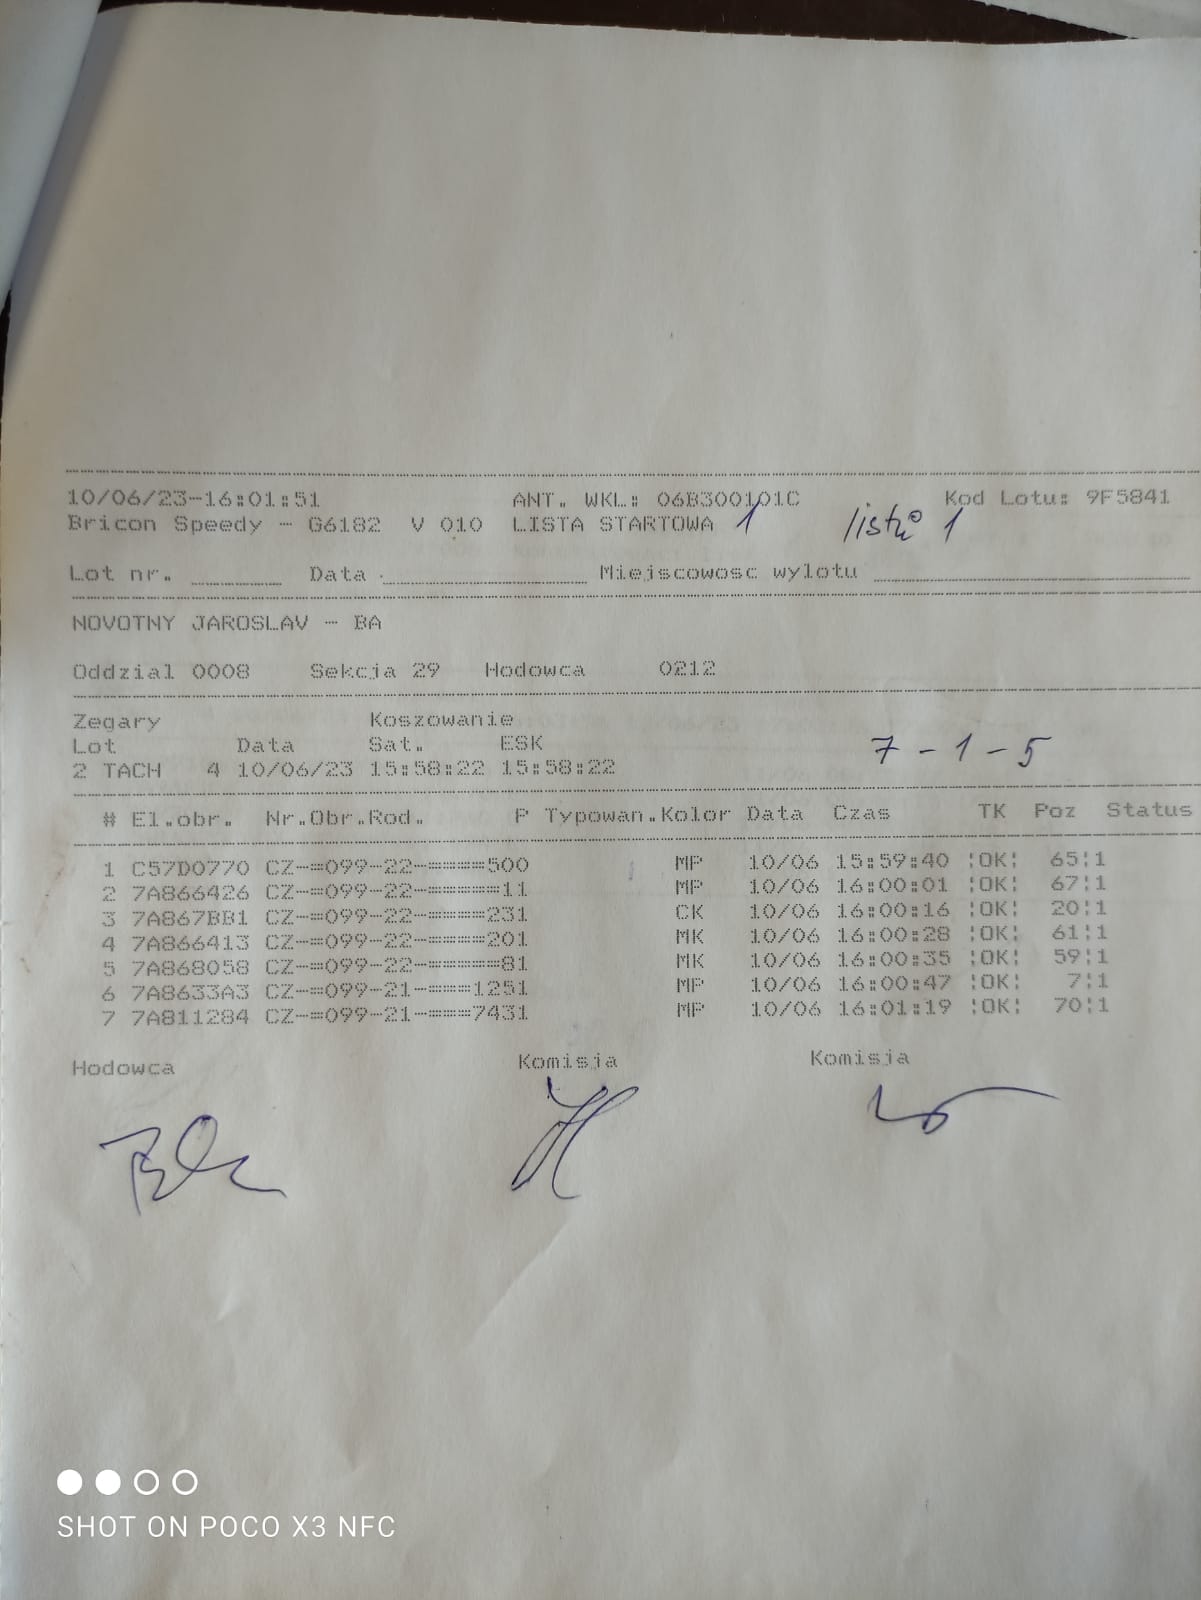 10/06/23-16:01:51 ANT. WKL: 06B300101C Kod Lotu: 9F5841
Bricon Speedy - G6182 V 010 LISTA STARTOWA 1 listů 1
Lot nr. Data Miejscowosc wylotu
NOVOTNY JAROSLAV - BA
Oddzial 0008 Sekcja 29 Hodowca 0212
Zegary Koszowanie
Lot Data Sat. ESK
2 TACH 4 10/06/23 15:58:22 15:58:22 7-1-5
# El.obr. Nr.Obr.Rod. P Typowan.Kolor Data Czas TK Poz Status
1 C57D0770 CZ-=099-22-====500 MP 10/06 15:59:40 ¦OK¦ 65¦1
2 7A866426 CZ-=099-22-=====11 MP 10/06 16:00:01 ¦OK¦ 67¦1
3 7A867BB1 CZ-=099-22-====231 CK 10/06 16:00:16 ¦OK¦ 20¦1
4 7A866413 CZ-=099-22-====201 MK 10/06 16:00:28 ¦OK¦ 61¦1
5 7A868058 CZ-=099-22-=====81 MK 10/06 16:00:35 ¦OK¦ 59¦1
6 7A8633A3 CZ-=099-21-===1251 MP 10/06 16:00:47 ¦OK¦ 7¦1
7 7A811284 CZ-=099-21-===7431 MP 10/06 16:01:19 ¦OK¦ 70¦1
Hodowca Komisja Komisja
SHOT ON POCO X3 NFC